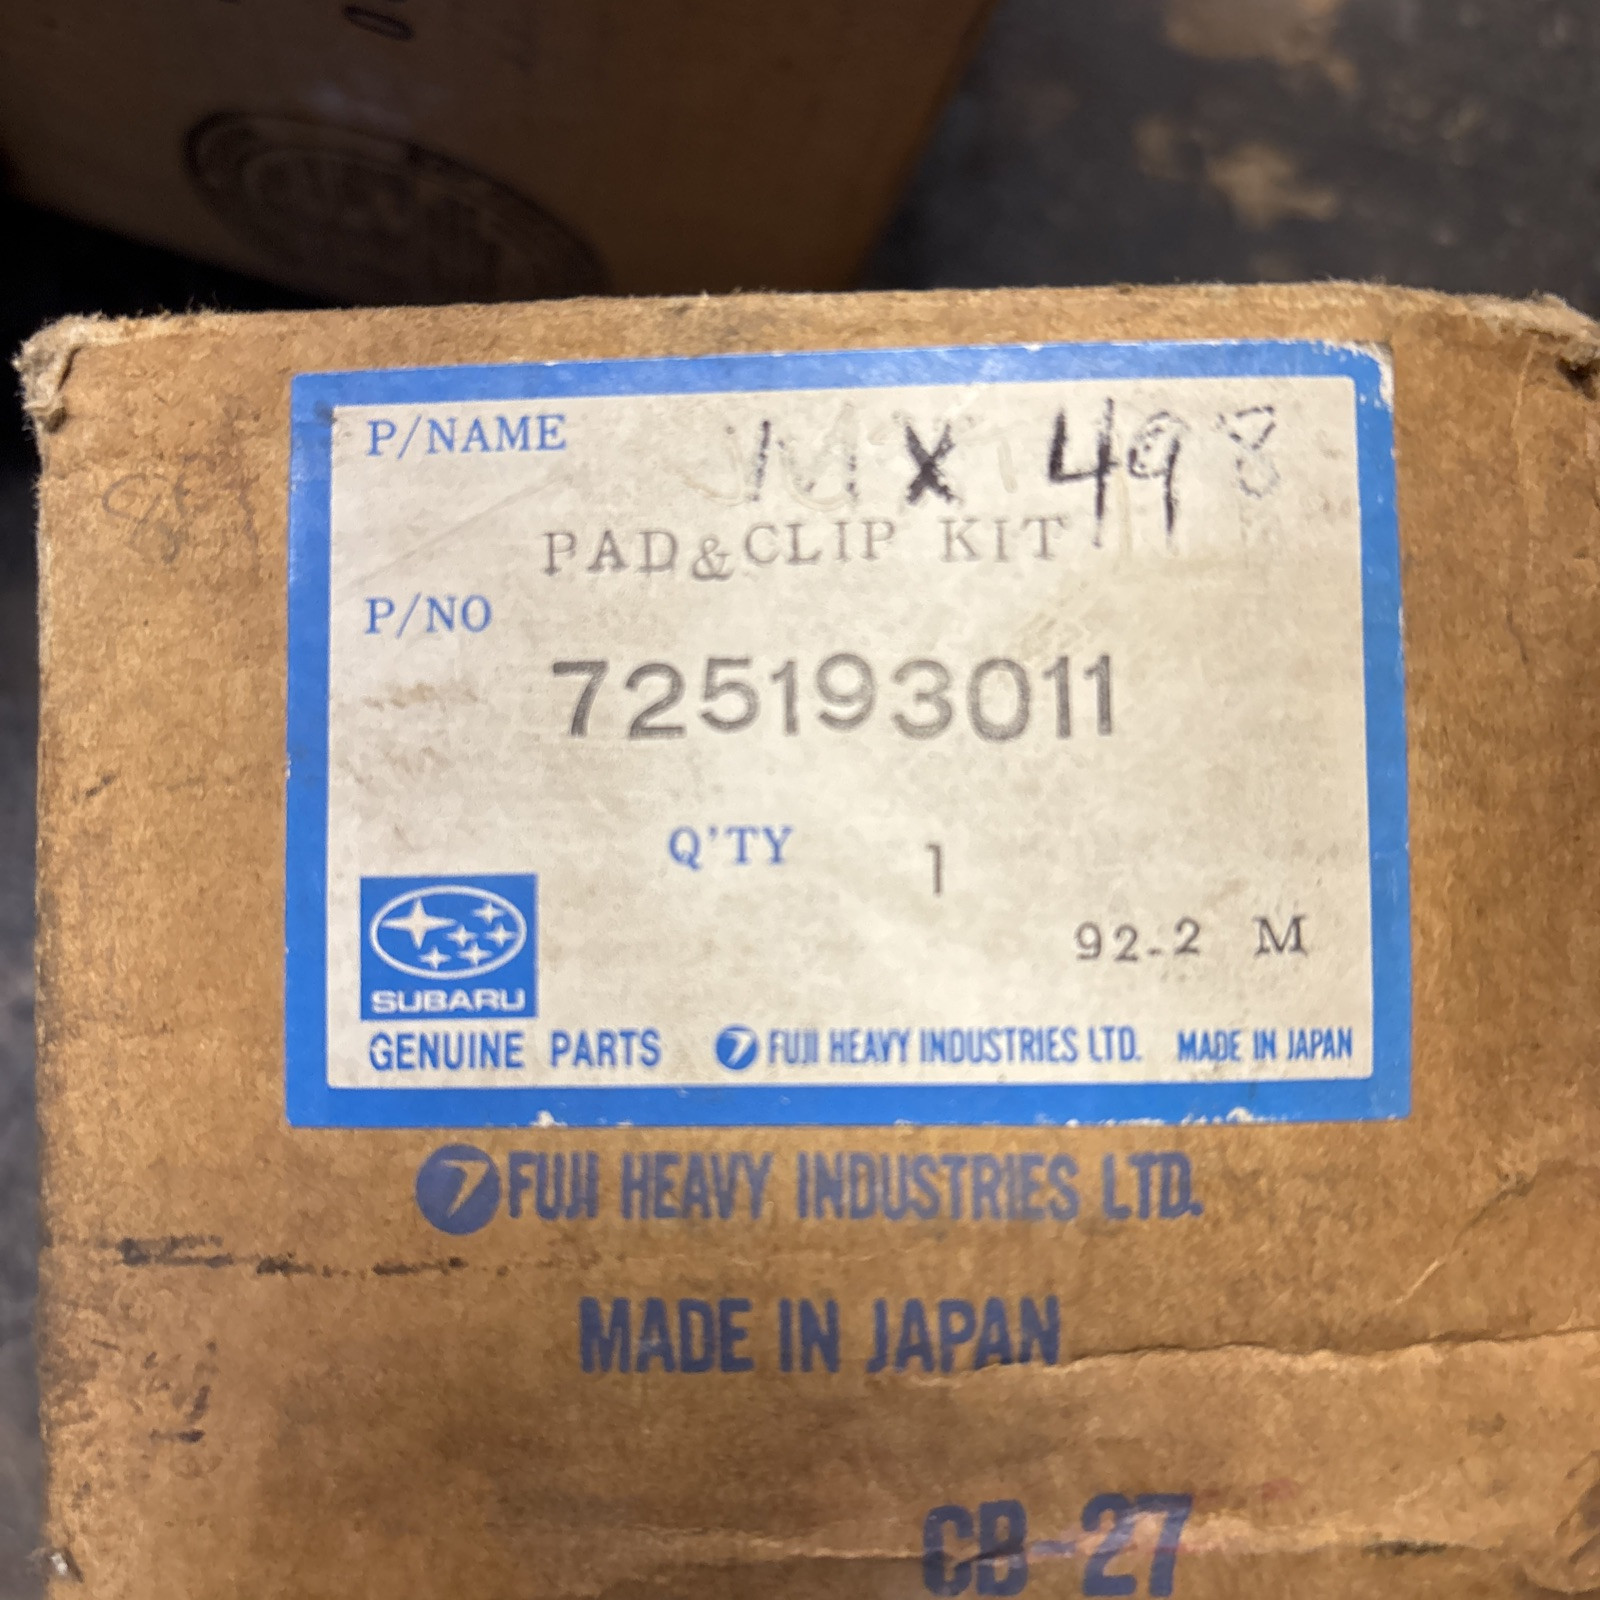 P/NAME
MX 498
PAD&CLIP KIT
P/NO
725193011
Q'TY 1
92-2 M
SUBARU
GENUINE PARTS FUJI HEAVY INDUSTRIES LTD. MADE IN JAPAN
FUJI HEAVY INDUSTRIES LTD.
MADE IN JAPAN
CB-27